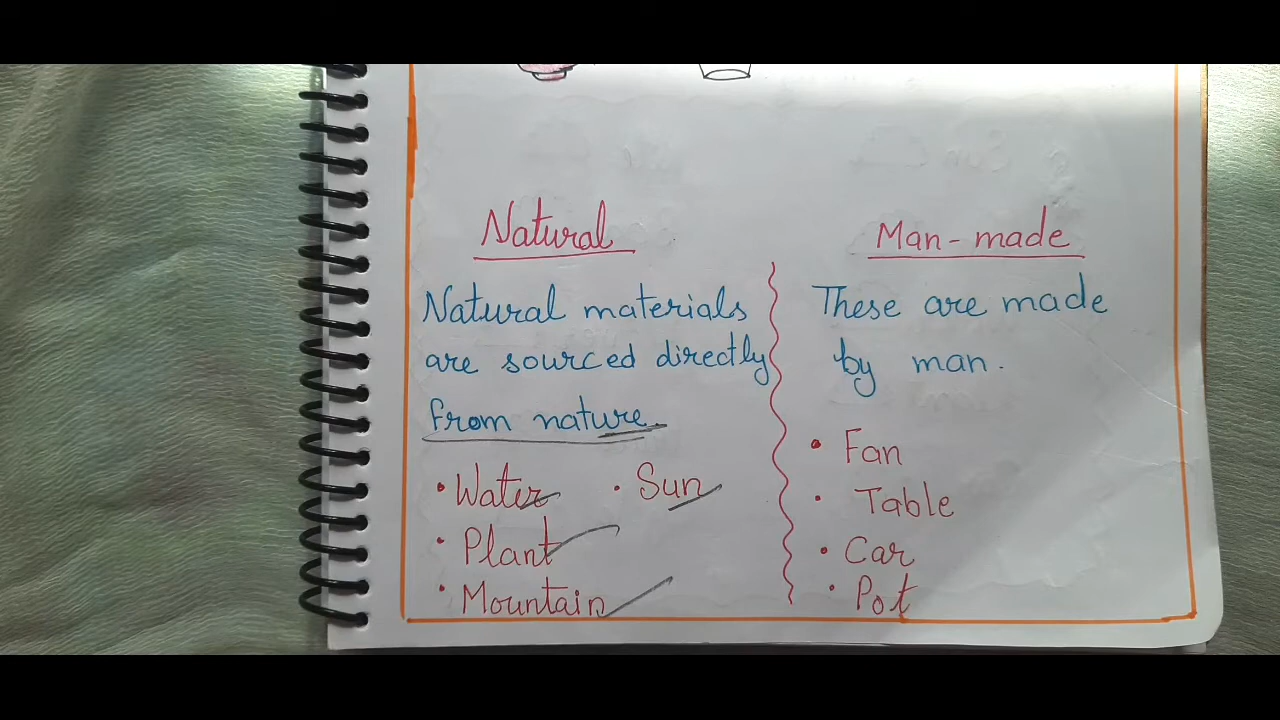 Natural
Natural materials
are sourced directly
from nature.
• Water • Sun
• Plant
• Mountain
Man-made
These are made
by man.
• Fan
• Table
• Car
• Pot